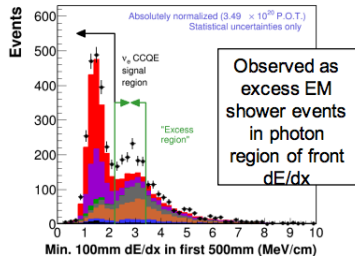 Absolutely normalized (3.49 × 10²⁰ P.O.T.)
Statistical uncertainties only
Events
600
500
400
300
200
100
0
νe CCQE
signal
region
"Excess
region"
0 1 2 3 4 5 6 7 8 9 10
Min. 100mm dE/dx in first 500mm (MeV/cm)
Observed as
excess EM
shower events
in photon
region of front
dE/dx